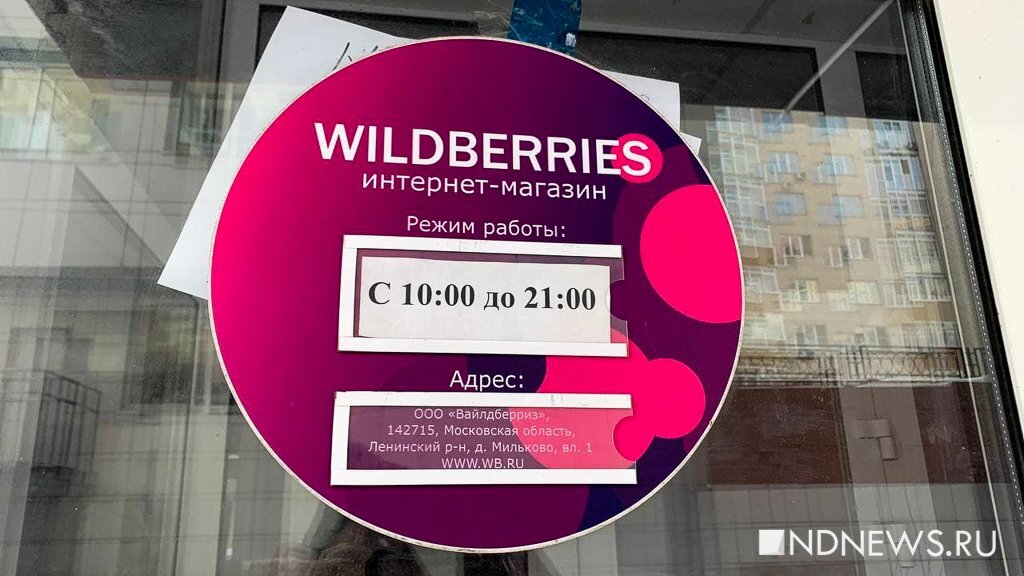 WILDBERRIES
интернет-магазин
Режим работы:
С 10:00 до 21:00
Адрес:
ООО «Вайлдберриз»,
142715, Московская область,
Ленинский р-н, д. Мильково, вл. 1
WWW.WB.RU
NDNEWS.RU